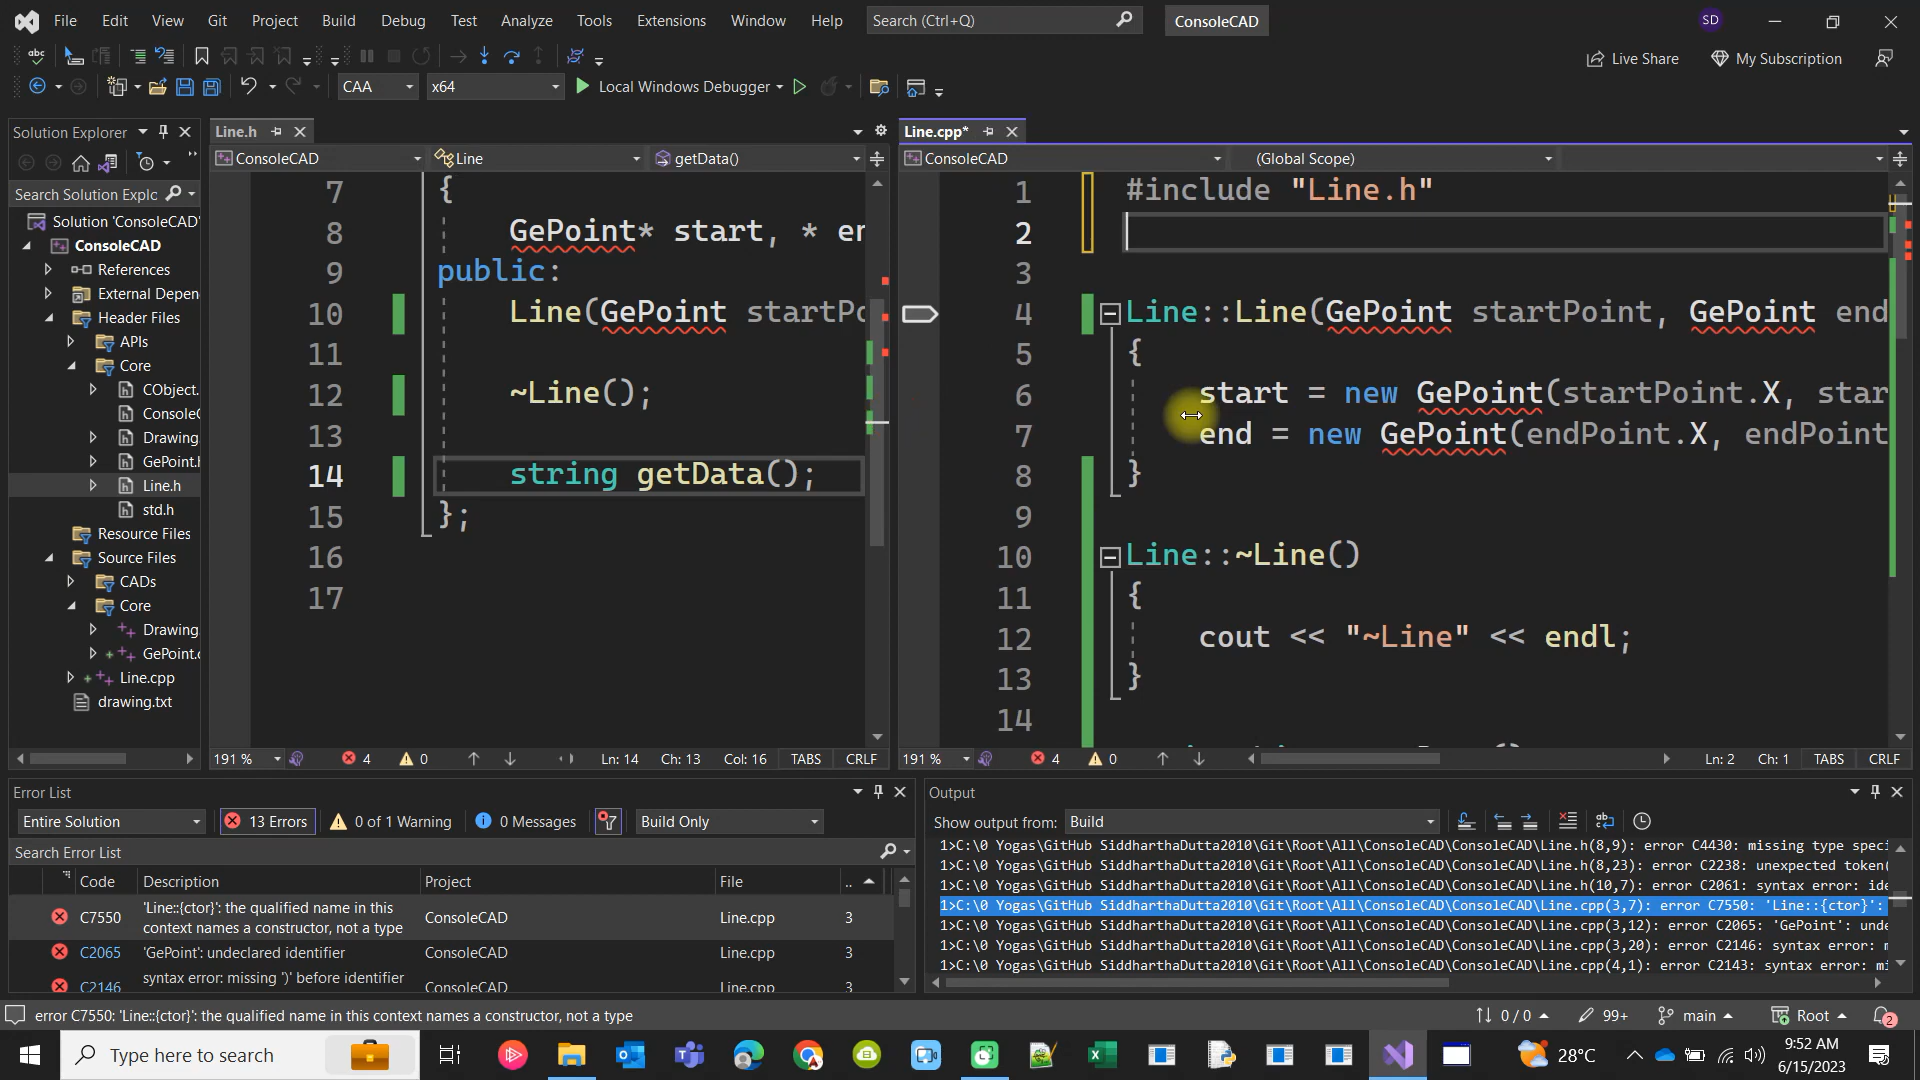 File Edit View Git Project Build Debug Test Analyze Tools Extensions Window Help Search (Ctrl+Q) ConsoleCAD SD
Live Share My Subscription
CAA x64 Local Windows Debugger
Solution Explorer
Search Solution Explc
Solution 'ConsoleCAD'
ConsoleCAD
References
External Depen
Header Files
APIs
Core
CObject.
ConsoleC
Drawing.
GePoint.h
Line.h
std.h
Resource Files
Source Files
CADs
Core
Drawing.
GePoint.c
Line.cpp
drawing.txt
Line.h
ConsoleCAD Line getData()
7 {
8 GePoint* start, * en
9 public:
10 Line(GePoint startPo
11
12 ~Line();
13
14 string getData();
15 };
16
17
191 % 4 0 Ln: 14 Ch: 13 Col: 16 TABS CRLF
Line.cpp*
ConsoleCAD (Global Scope)
1 #include "Line.h"
2
3
4 Line::Line(GePoint startPoint, GePoint end
5 {
6 start = new GePoint(startPoint.X, star
7 end = new GePoint(endPoint.X, endPoint
8 }
9
10 Line::~Line()
11 {
12 cout << "~Line" << endl;
13 }
14
191 % 4 0 Ln: 2 Ch: 1 TABS CRLF
Error List
Entire Solution 13 Errors 0 of 1 Warning 0 Messages Build Only
Search Error List
Code Description Project File ..
C7550 'Line::{ctor}': the qualified name in this context names a constructor, not a type ConsoleCAD Line.cpp 3
C2065 'GePoint': undeclared identifier ConsoleCAD Line.cpp 3
C2146 syntax error: missing ')' before identifier ConsoleCAD Line.cpp 3
Output
Show output from: Build
1>C:\0 Yogas\GitHub SiddharthaDutta2010\Git\Root\All\ConsoleCAD\ConsoleCAD\Line.h(8,9): error C4430: missing type speci
1>C:\0 Yogas\GitHub SiddharthaDutta2010\Git\Root\All\ConsoleCAD\ConsoleCAD\Line.h(8,23): error C2238: unexpected token(
1>C:\0 Yogas\GitHub SiddharthaDutta2010\Git\Root\All\ConsoleCAD\ConsoleCAD\Line.h(10,7): error C2061: syntax error: ide
1>C:\0 Yogas\GitHub SiddharthaDutta2010\Git\Root\All\ConsoleCAD\ConsoleCAD\Line.cpp(3,7): error C7550: 'Line::{ctor}':
1>C:\0 Yogas\GitHub SiddharthaDutta2010\Git\Root\All\ConsoleCAD\ConsoleCAD\Line.cpp(3,12): error C2065: 'GePoint': unde
1>C:\0 Yogas\GitHub SiddharthaDutta2010\Git\Root\All\ConsoleCAD\ConsoleCAD\Line.cpp(3,20): error C2146: syntax error: m
1>C:\0 Yogas\GitHub SiddharthaDutta2010\Git\Root\All\ConsoleCAD\ConsoleCAD\Line.cpp(4,1): error C2143: syntax error: mi
error C7550: 'Line::{ctor}': the qualified name in this context names a constructor, not a type 0 / 0 99+ main Root 2
Type here to search 28°C 9:52 AM
6/15/2023